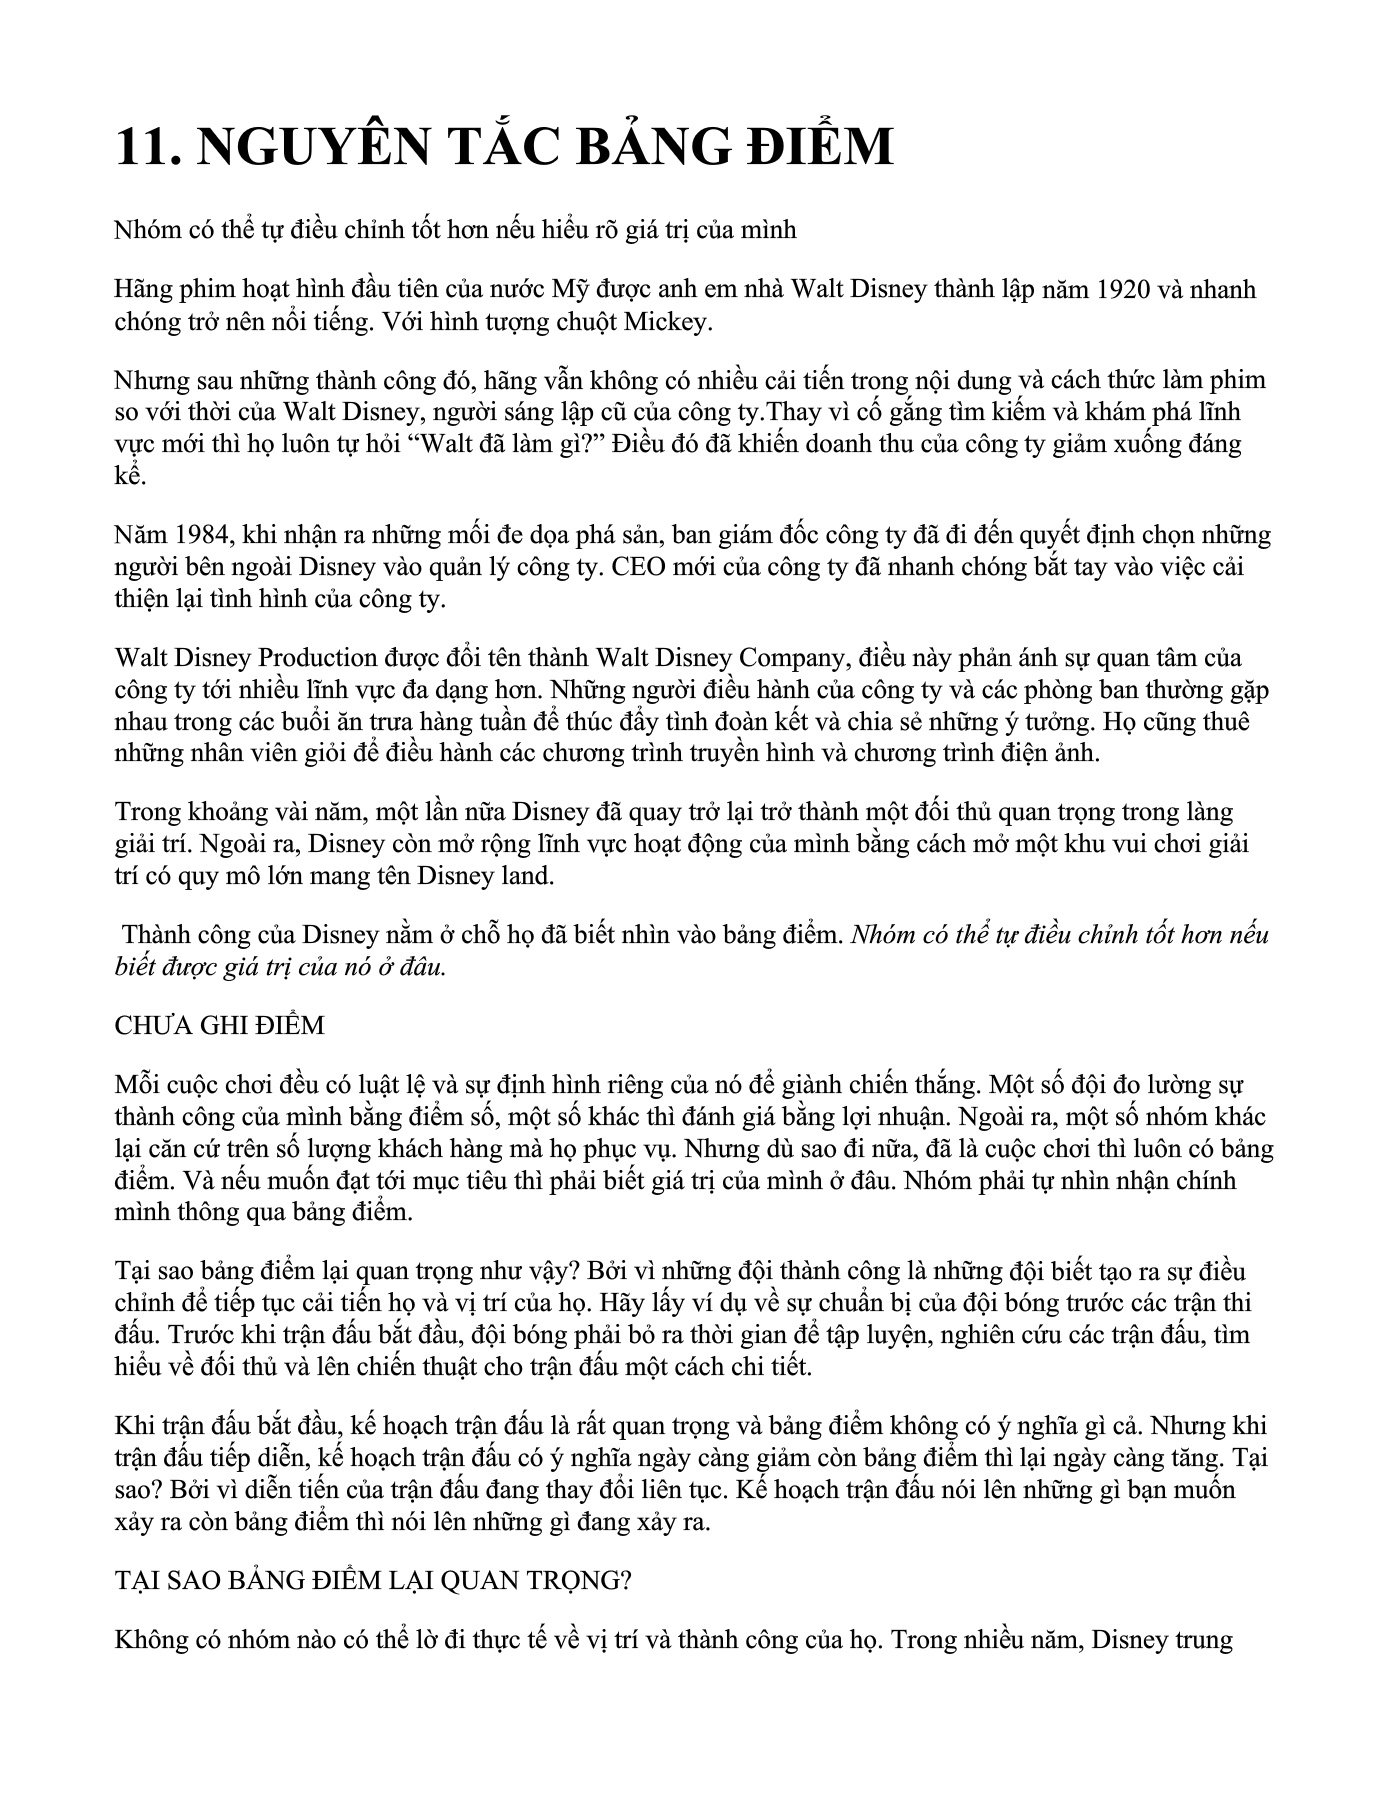 11. NGUYÊN TẮC BẢNG ĐIỂM
Nhóm có thể tự điều chỉnh tốt hơn nếu hiểu rõ giá trị của mình
Hãng phim hoạt hình đầu tiên của nước Mỹ được anh em nhà Walt Disney thành lập năm 1920 và nhanh
chóng trở nên nổi tiếng. Với hình tượng chuột Mickey.
Nhưng sau những thành công đó, hãng vẫn không có nhiều cải tiến trong nội dung và cách thức làm phim
so với thời của Walt Disney, người sáng lập cũ của công ty.Thay vì cố gắng tìm kiếm và khám phá lĩnh
vực mới thì họ luôn tự hỏi “Walt đã làm gì?” Điều đó đã khiến doanh thu của công ty giảm xuống đáng
kể.
Năm 1984, khi nhận ra những mối đe dọa phá sản, ban giám đốc công ty đã đi đến quyết định chọn những
người bên ngoài Disney vào quản lý công ty. CEO mới của công ty đã nhanh chóng bắt tay vào việc cải
thiện lại tình hình của công ty.
Walt Disney Production được đổi tên thành Walt Disney Company, điều này phản ánh sự quan tâm của
công ty tới nhiều lĩnh vực đa dạng hơn. Những người điều hành của công ty và các phòng ban thường gặp
nhau trong các buổi ăn trưa hàng tuần để thúc đẩy tình đoàn kết và chia sẻ những ý tưởng. Họ cũng thuê
những nhân viên giỏi để điều hành các chương trình truyền hình và chương trình điện ảnh.
Trong khoảng vài năm, một lần nữa Disney đã quay trở lại trở thành một đối thủ quan trọng trong làng
giải trí. Ngoài ra, Disney còn mở rộng lĩnh vực hoạt động của mình bằng cách mở một khu vui chơi giải
trí có quy mô lớn mang tên Disney land.
Thành công của Disney nằm ở chỗ họ đã biết nhìn vào bảng điểm. Nhóm có thể tự điều chỉnh tốt hơn nếu
biết được giá trị của nó ở đâu.
CHƯA GHI ĐIỂM
Mỗi cuộc chơi đều có luật lệ và sự định hình riêng của nó để giành chiến thắng. Một số đội đo lường sự
thành công của mình bằng điểm số, một số khác thì đánh giá bằng lợi nhuận. Ngoài ra, một số nhóm khác
lại căn cứ trên số lượng khách hàng mà họ phục vụ. Nhưng dù sao đi nữa, đã là cuộc chơi thì luôn có bảng
điểm. Và nếu muốn đạt tới mục tiêu thì phải biết giá trị của mình ở đâu. Nhóm phải tự nhìn nhận chính
mình thông qua bảng điểm.
Tại sao bảng điểm lại quan trọng như vậy? Bởi vì những đội thành công là những đội biết tạo ra sự điều
chỉnh để tiếp tục cải tiến họ và vị trí của họ. Hãy lấy ví dụ về sự chuẩn bị của đội bóng trước các trận thi
đấu. Trước khi trận đấu bắt đầu, đội bóng phải bỏ ra thời gian để tập luyện, nghiên cứu các trận đấu, tìm
hiểu về đối thủ và lên chiến thuật cho trận đấu một cách chi tiết.
Khi trận đấu bắt đầu, kế hoạch trận đấu là rất quan trọng và bảng điểm không có ý nghĩa gì cả. Nhưng khi
trận đấu tiếp diễn, kế hoạch trận đấu có ý nghĩa ngày càng giảm còn bảng điểm thì lại ngày càng tăng. Tại
sao? Bởi vì diễn tiến của trận đấu đang thay đổi liên tục. Kế hoạch trận đấu nói lên những gì bạn muốn
xảy ra còn bảng điểm thì nói lên những gì đang xảy ra.
TẠI SAO BẢNG ĐIỂM LẠI QUAN TRỌNG?
Không có nhóm nào có thể lờ đi thực tế về vị trí và thành công của họ. Trong nhiều năm, Disney trung